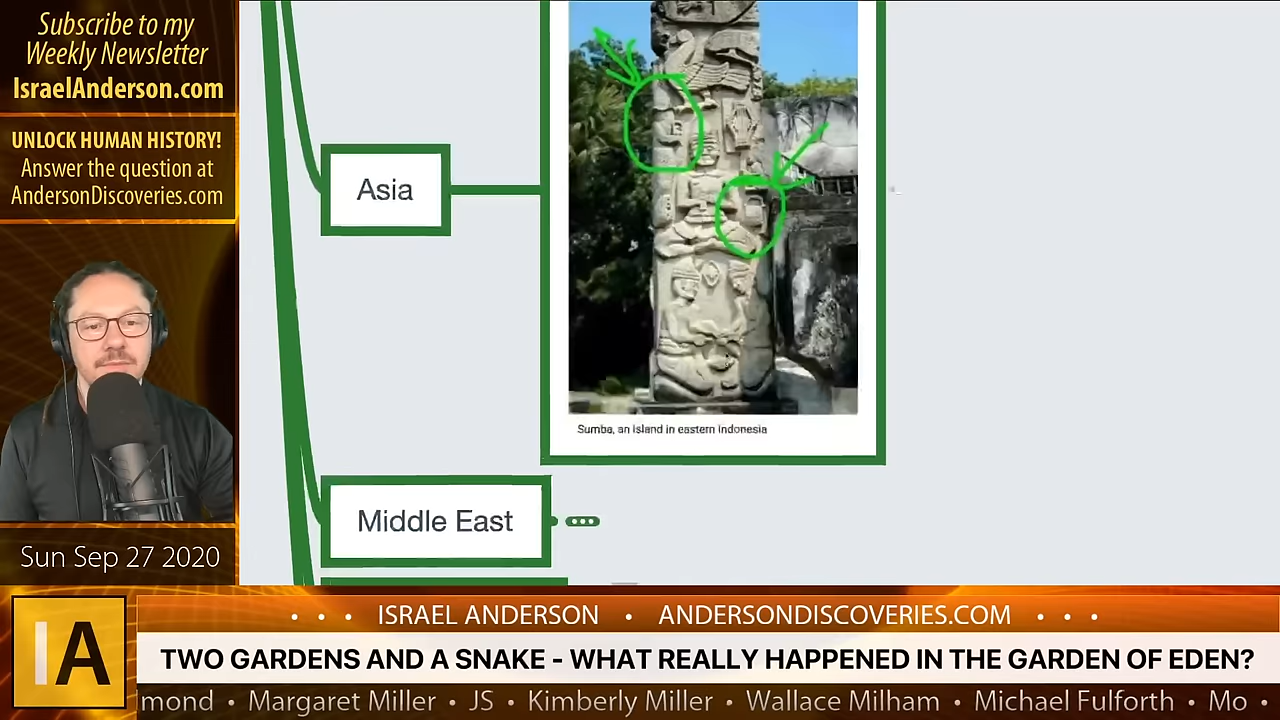 Subscribe to my
Weekly Newsletter
IsraelAnderson.com
UNLOCK HUMAN HISTORY!
Answer the question at
AndersonDiscoveries.com
Asia
Sumba, an island in eastern Indonesia
Middle East
Sun Sep 27 2020
IA
• • • ISRAEL ANDERSON • ANDERSONDISCOVERIES.COM • • •
TWO GARDENS AND A SNAKE - WHAT REALLY HAPPENED IN THE GARDEN OF EDEN?
mond • Margaret Miller • JS • Kimberly Miller • Wallace Milham • Michael Fulforth • Mo •